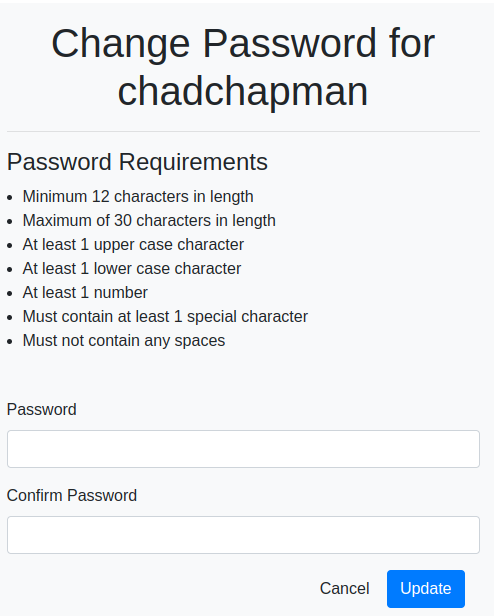 Change Password for
chadchapman
Password Requirements
• Minimum 12 characters in length
• Maximum of 30 characters in length
• At least 1 upper case character
• At least 1 lower case character
• At least 1 number
• Must contain at least 1 special character
• Must not contain any spaces
Password
Confirm Password
Cancel Update